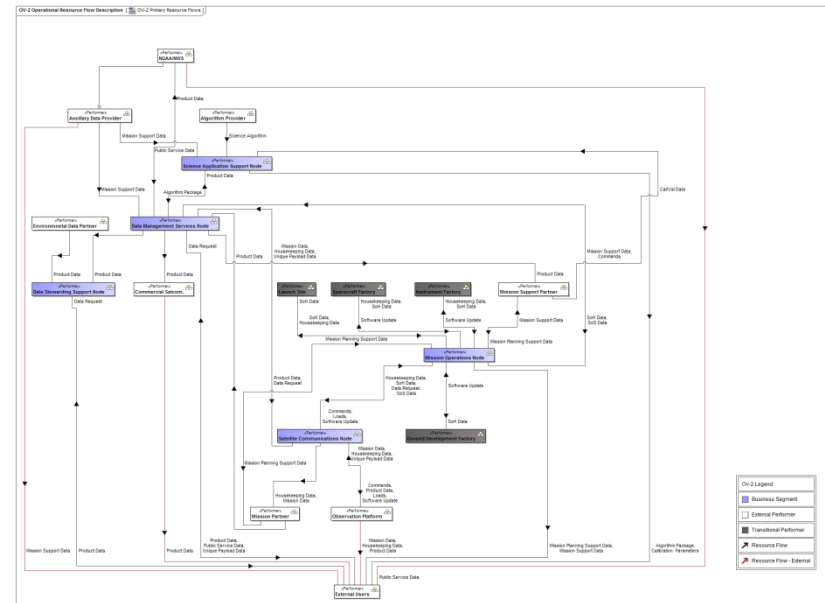 OV-2 Operational Resource Flow Description [ OV-2 Primary Resource Flows ]
«Performer»
NOAA/NWS
Product Data
«Performer»
Ancillary Data Provider
«Performer»
Algorithm Provider
Mission Support Data
Science Algorithm
Public Service Data
«Performer»
Science Application Support Node
Product Data
Cal/Val Data
Mission Support Data
Algorithm Package
«Performer»
Environmnetal Data Partner
«Performer»
Data Management Services Node
Data Request
Product Data
Mission Data,
Housekeeping Data,
Unique Payload Data
Mission Support Data,
Commands
Product Data
Product Data
Product Data
Product Data
«Performer»
Data Stewarding Support Node
«Performer»
Commercial Satcom.
«Performer»
Launch Site
«Performer»
Spacecraft Factory
«Performer»
Instrument Factory
«Performer»
Mission Support Partner
Data Request
SoH Data
Housekeeping Data,
SoH Data
Housekeeping Data,
SoH Data
SoH Data,
Housekeeping Data
Software Update
Software Update
Mission Support Data
SoH Data,
SoS Data
Mission Planning Support Data
Mission Planning Support Data
«Performer»
Mission Operations Node
Product Data,
Data Request
Housekeeping Data,
SoH Data,
Data Request,
SoS Data
Software Update
Commands,
Loads,
Software Update
SoH Data
«Performer»
Satellite Communications Node
«Performer»
Ground Development Factory
Mission Data,
Housekeeping Data,
Unique Payload Data
Mission Planning Support Data
Commands,
Product Data,
Loads,
Software Update
Housekeeping Data,
Mission Data
«Performer»
Mission Partner
«Performer»
Observation Platform
Product Data,
Public Service Data,
Unique Payload Data
Mission Data,
Housekeeping Data,
Product Data
Mission Planning Support Data,
Mission Support Data
Algorithm Package,
Calibration Parameters
Mission Support Data
Product Data
Product Data
Public Service Data
«Performer»
External Users
OV-2 Legend
Business Segment
External Performer
Transitional Performer
Resource Flow
Resource Flow - External